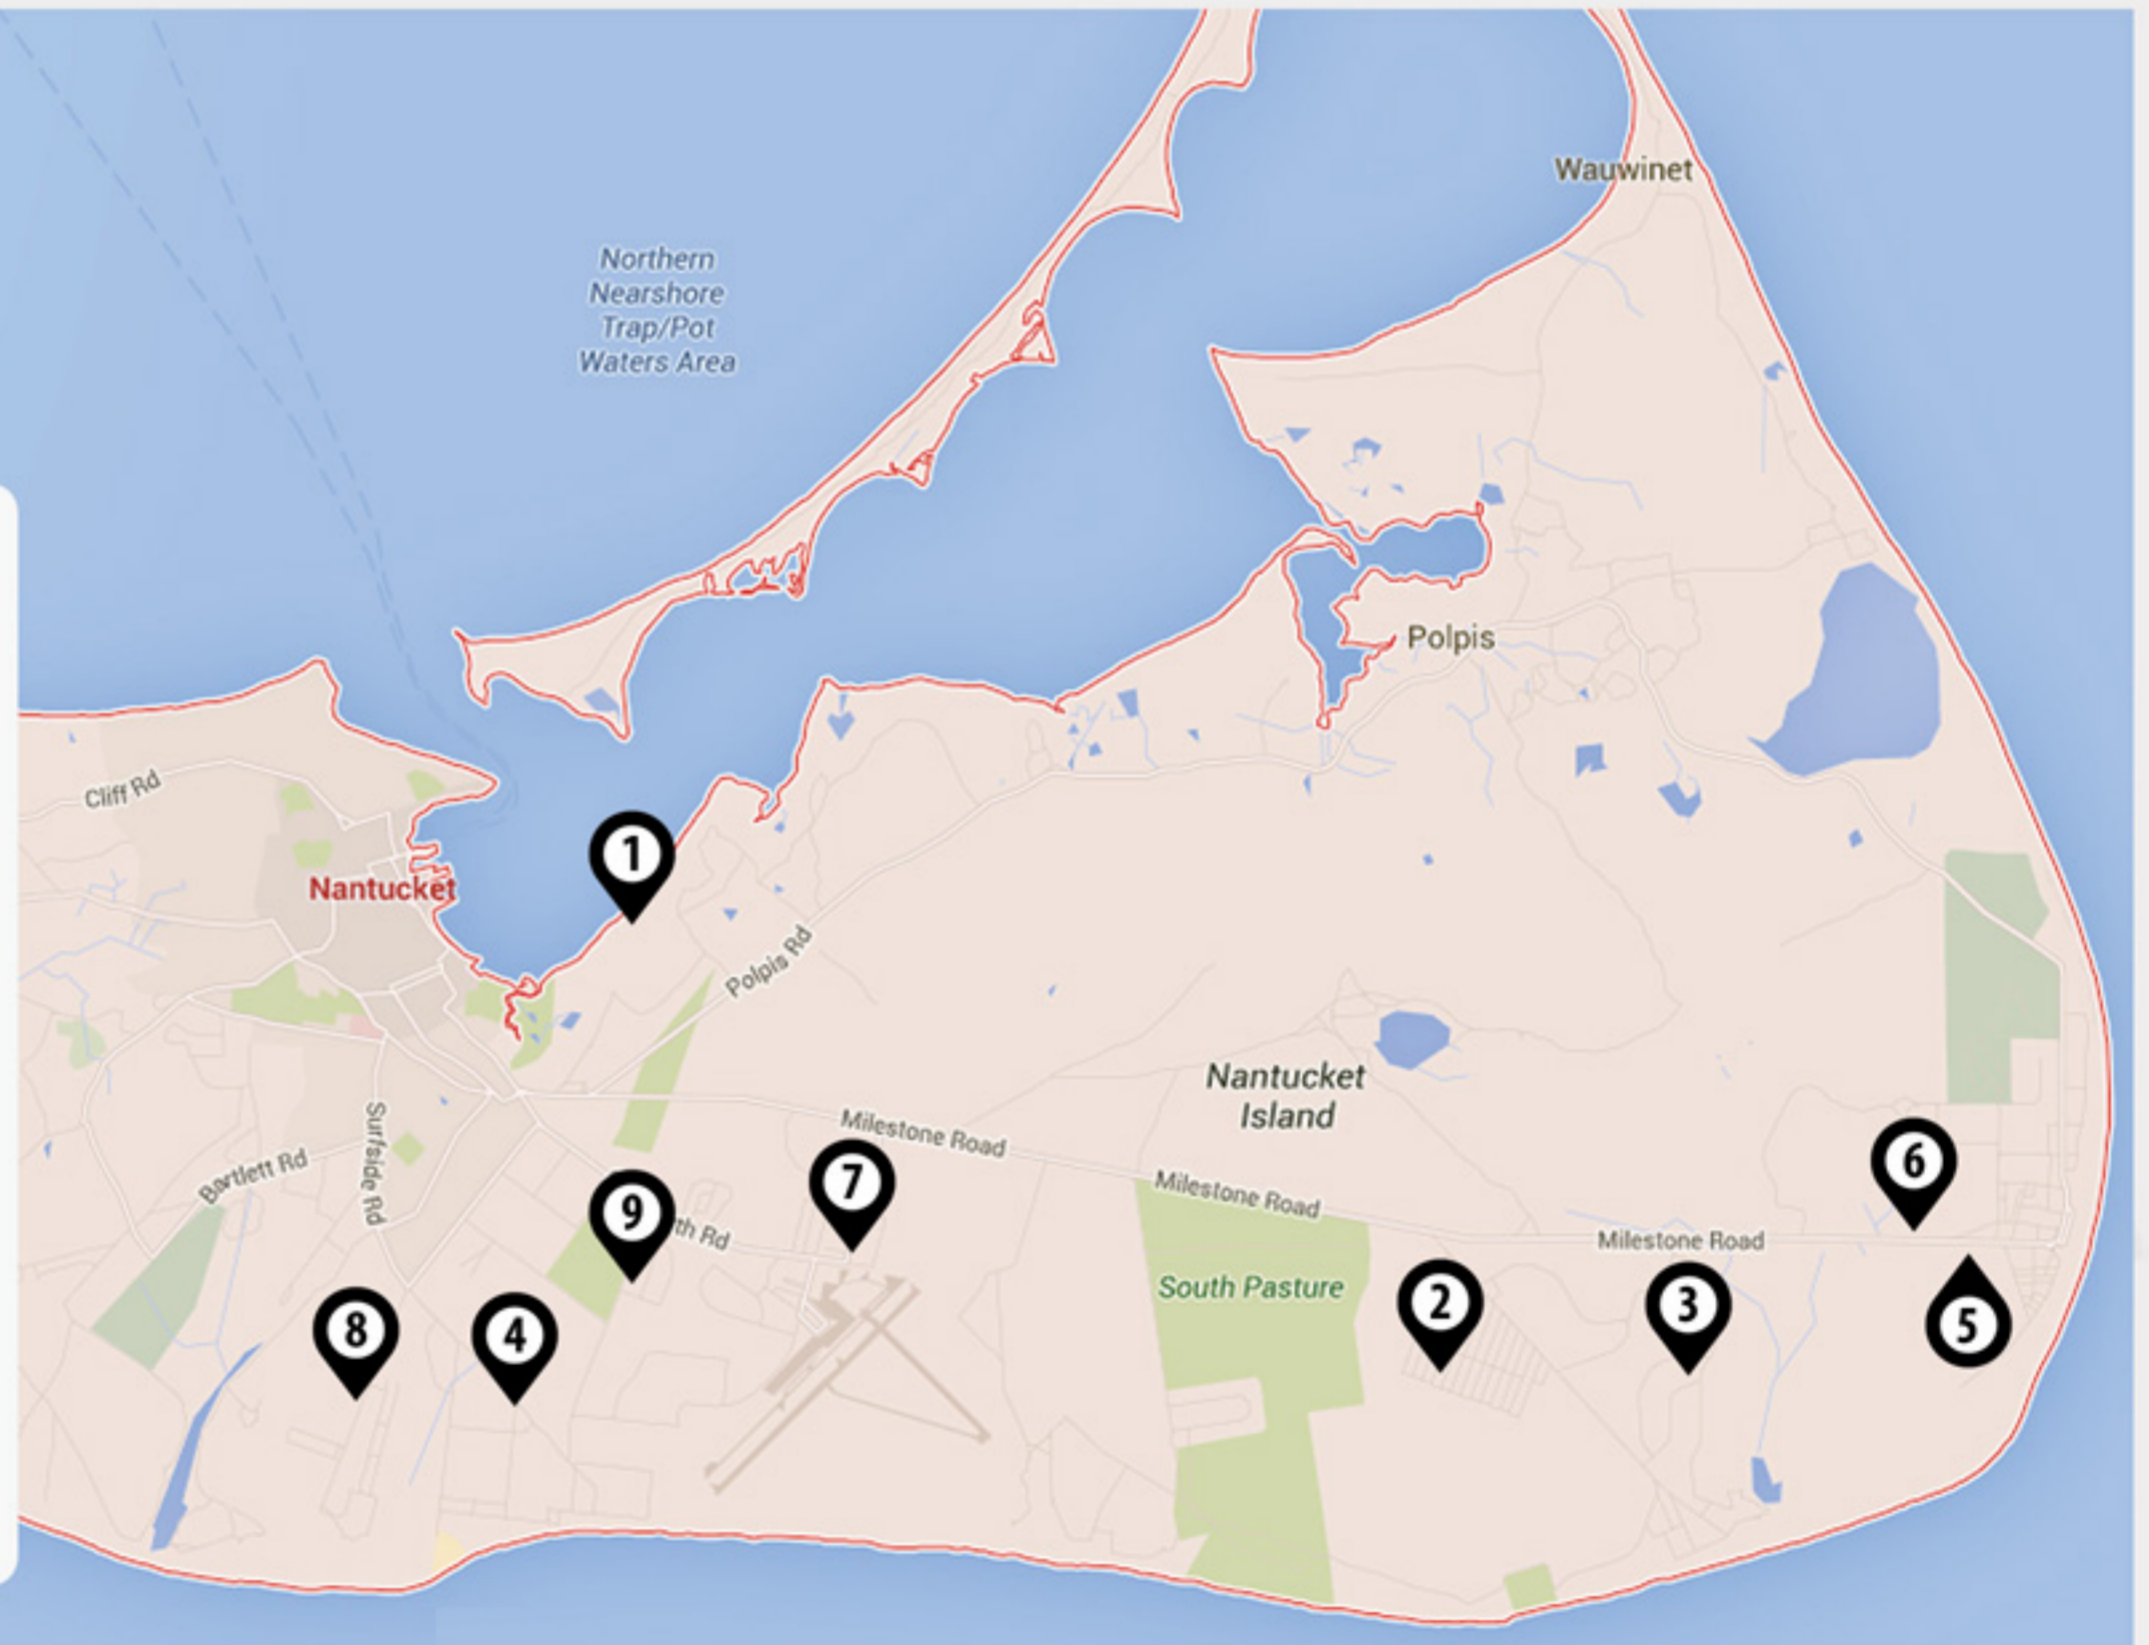 Wauwinet
Northern
Nearshore
Trap/Pot
Waters Area
Polpis
Cliff Rd
1
Nantucket
Polpis Rd
Nantucket
Island
Milestone Road
Surfside Rd
Bartlett Rd
7
6
Milestone Road
9
th Rd
Milestone Road
South Pasture
2
3
5
8
4